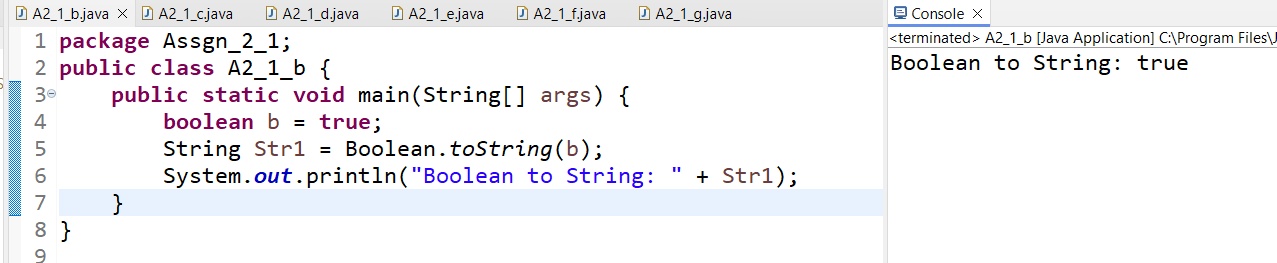 A2_1_b.java A2_1_c.java A2_1_d.java A2_1_e.java A2_1_f.java A2_1_g.java
1 package Assgn_2_1;
2 public class A2_1_b {
3 public static void main(String[] args) {
4 boolean b = true;
5 String Str1 = Boolean.toString(b);
6 System.out.println("Boolean to String: " + Str1);
7 }
8 }
9
Console
<terminated> A2_1_b [Java Application] C:\Program Files\J
Boolean to String: true